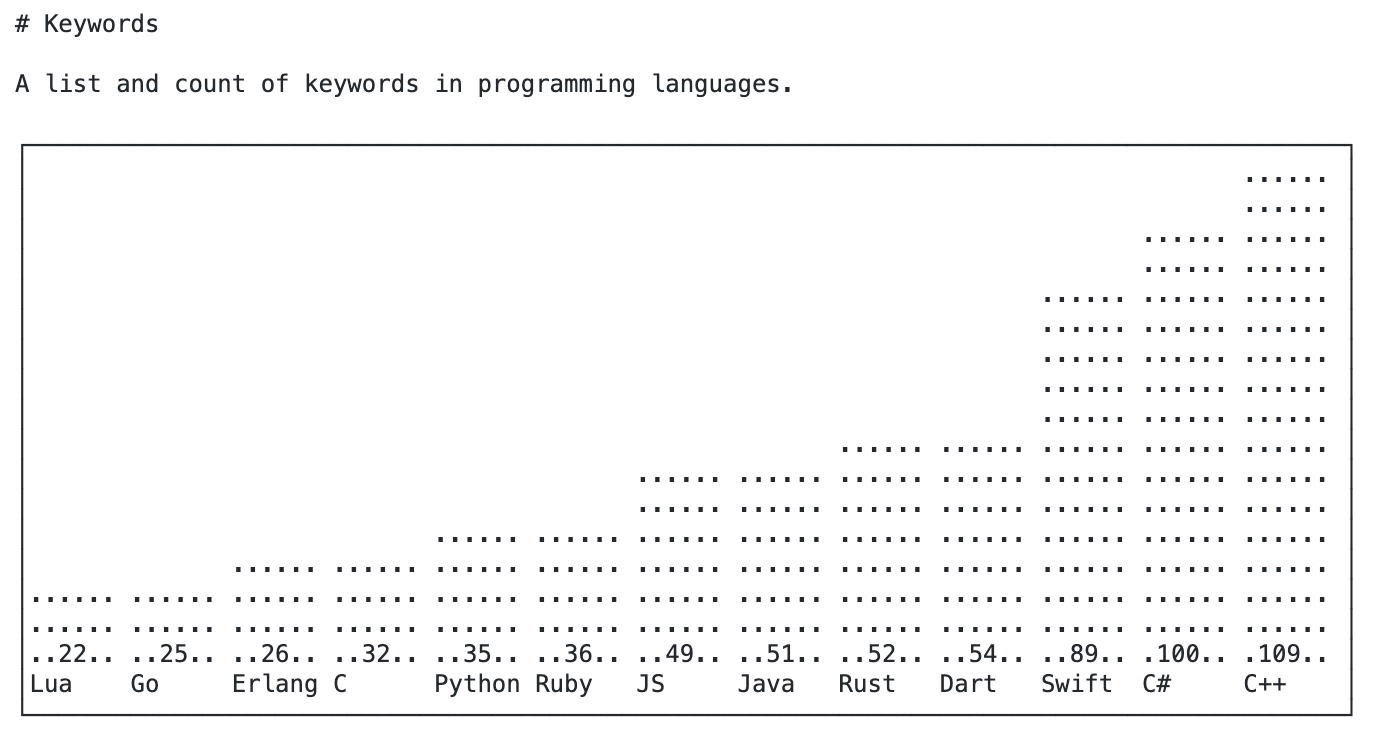 # Keywords
A list and count of keywords in programming languages.
......
......
...... ......
...... ......
...... ...... ......
...... ...... ......
...... ...... ......
...... ...... ......
...... ...... ......
...... ...... ...... ...... ......
...... ...... ...... ...... ...... ...... ......
...... ...... ...... ...... ...... ...... ......
...... ...... ...... ...... ...... ...... ...... ...... ......
...... ...... ...... ...... ...... ...... ...... ...... ...... ...... ......
...... ...... ...... ...... ...... ...... ...... ...... ...... ...... ...... ...... ......
...... ...... ...... ...... ...... ...... ...... ...... ...... ...... ...... ...... ......
..22.. ..25.. ..26.. ..32.. ..35.. ..36.. ..49.. ..51.. ..52.. ..54.. ..89.. .100.. .109..
Lua    Go     Erlang C      Python Ruby   JS     Java   Rust   Dart   Swift  C#     C++